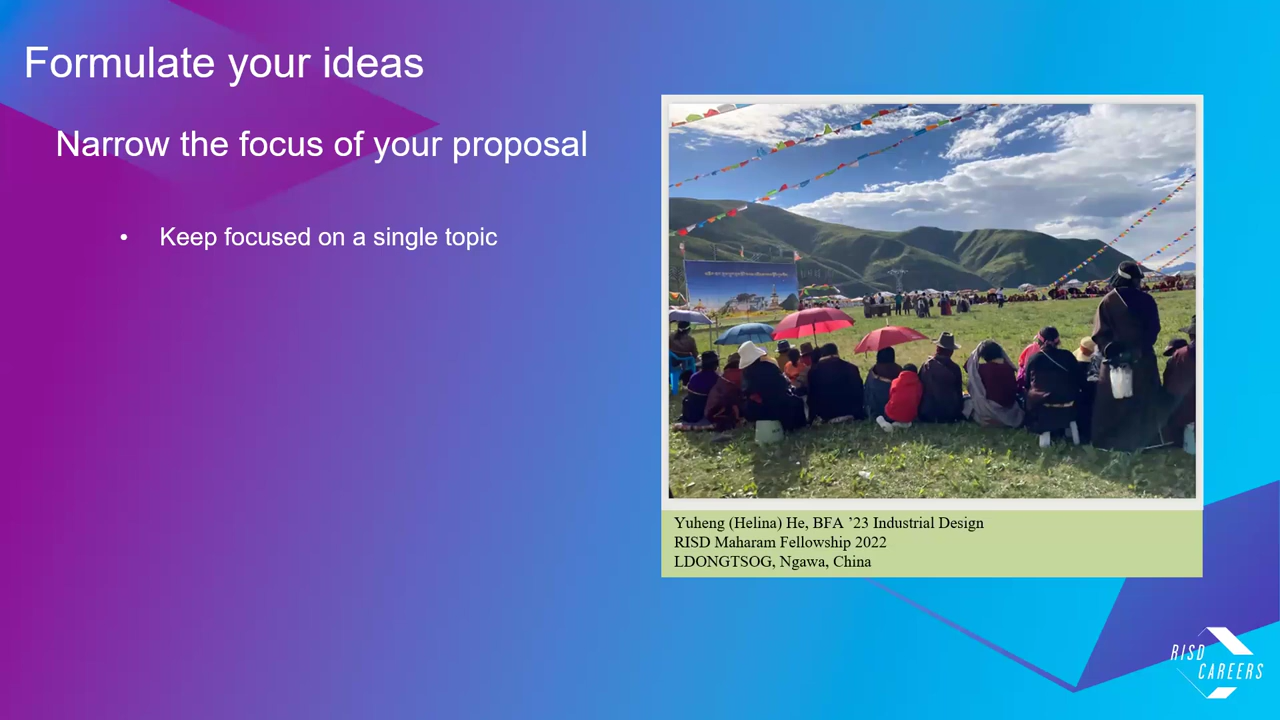 Formulate your ideas
Narrow the focus of your proposal
• Keep focused on a single topic
Yuheng (Helina) He, BFA ’23 Industrial Design
RISD Maharam Fellowship 2022
LDONGTSOG, Ngawa, China
RISD
CAREERS